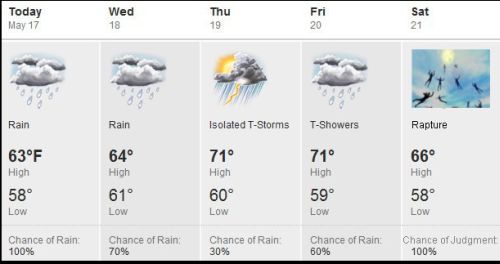 Today Wed Thu Fri Sat
May 17 18 19 20 21
Rain Rain Isolated T-Storms T-Showers Rapture
63°F 64° 71° 71° 66°
High High High High High
58° 61° 60° 59° 58°
Low Low Low Low Low
Chance of Rain: Chance of Rain: Chance of Rain: Chance of Rain: Chance of Judgment:
100% 70% 30% 60% 100%